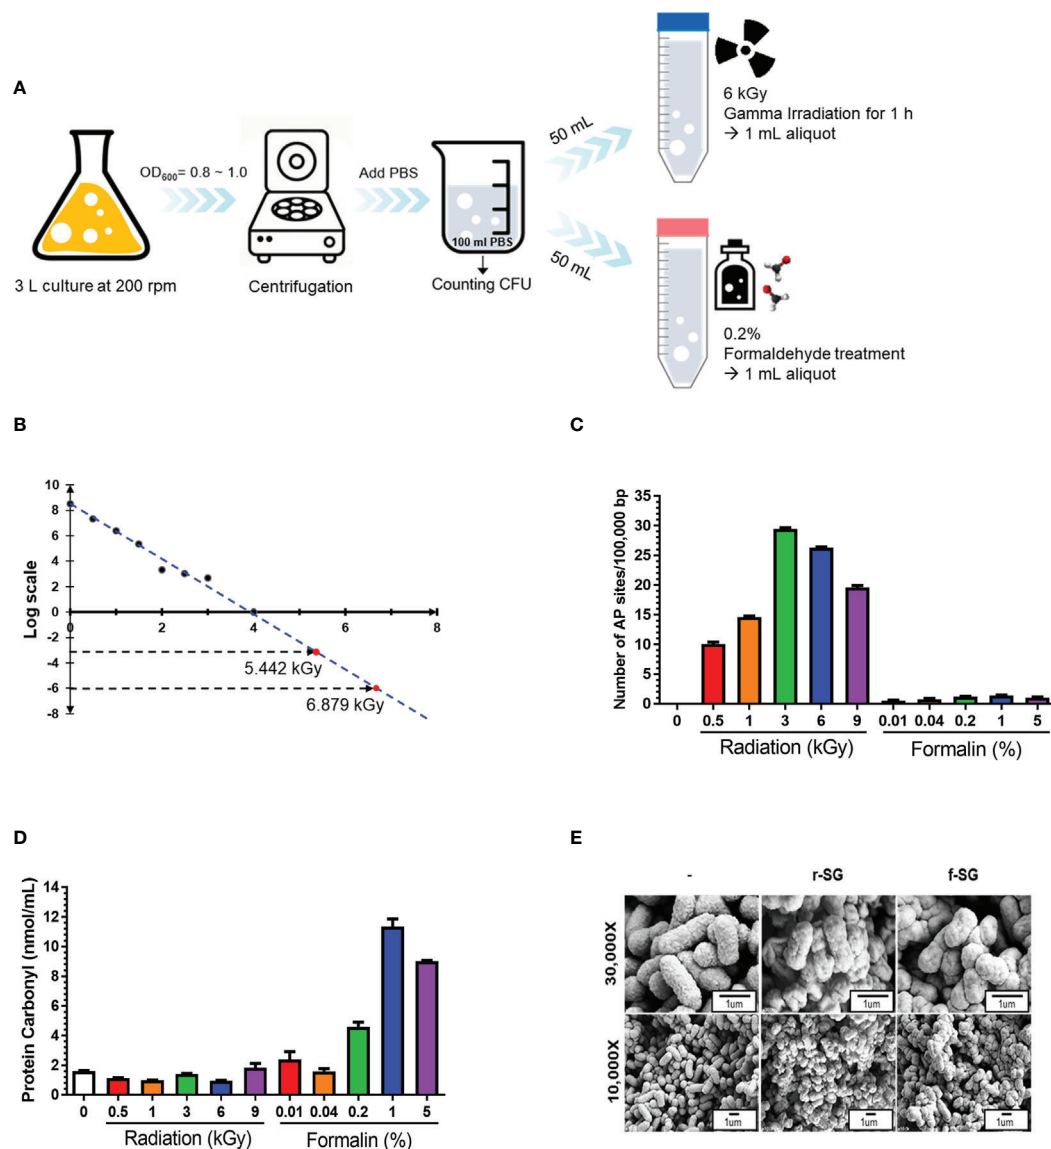 A
6 kGy
Gamma Irradiation for 1 h
→ 1 mL aliquot
50 mL
OD600= 0.8 ~ 1.0
Add PBS
100 ml PBS
3 L culture at 200 rpm
Centrifugation
Counting CFU
50 mL
0.2%
Formaldehyde treatment
→ 1 mL aliquot
B
Log scale
10
8
6
4
2
0
-2
-4
-6
-8
0 2 4 6 8
5.442 kGy
6.879 kGy
C
Number of AP sites/100,000 bp
35
30
25
20
15
10
5
0
0 0.5 1 3 6 9 0.01 0.04 0.2 1 5
Radiation (kGy) Formalin (%)
D
Protein Carbonyl (nmol/mL)
14
12
10
8
6
4
2
0
0 0.5 1 3 6 9 0.01 0.04 0.2 1 5
Radiation (kGy) Formalin (%)
E
- r-SG f-SG
30,000X
1um 1um 1um
10,000X
1um 1um 1um